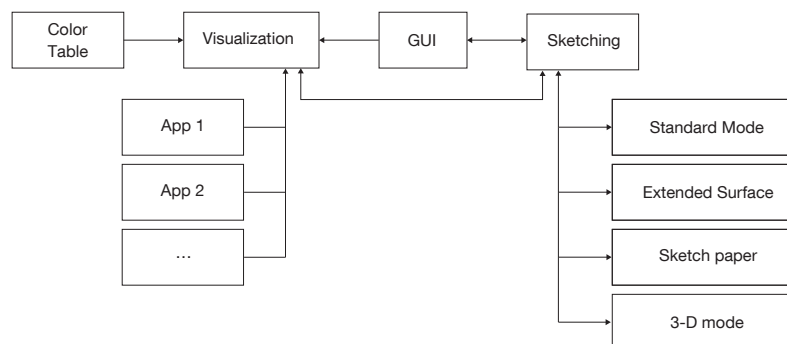 Color
Table
Visualization
GUI
Sketching
App 1
App 2
...
Standard Mode
Extended Surface
Sketch paper
3-D mode